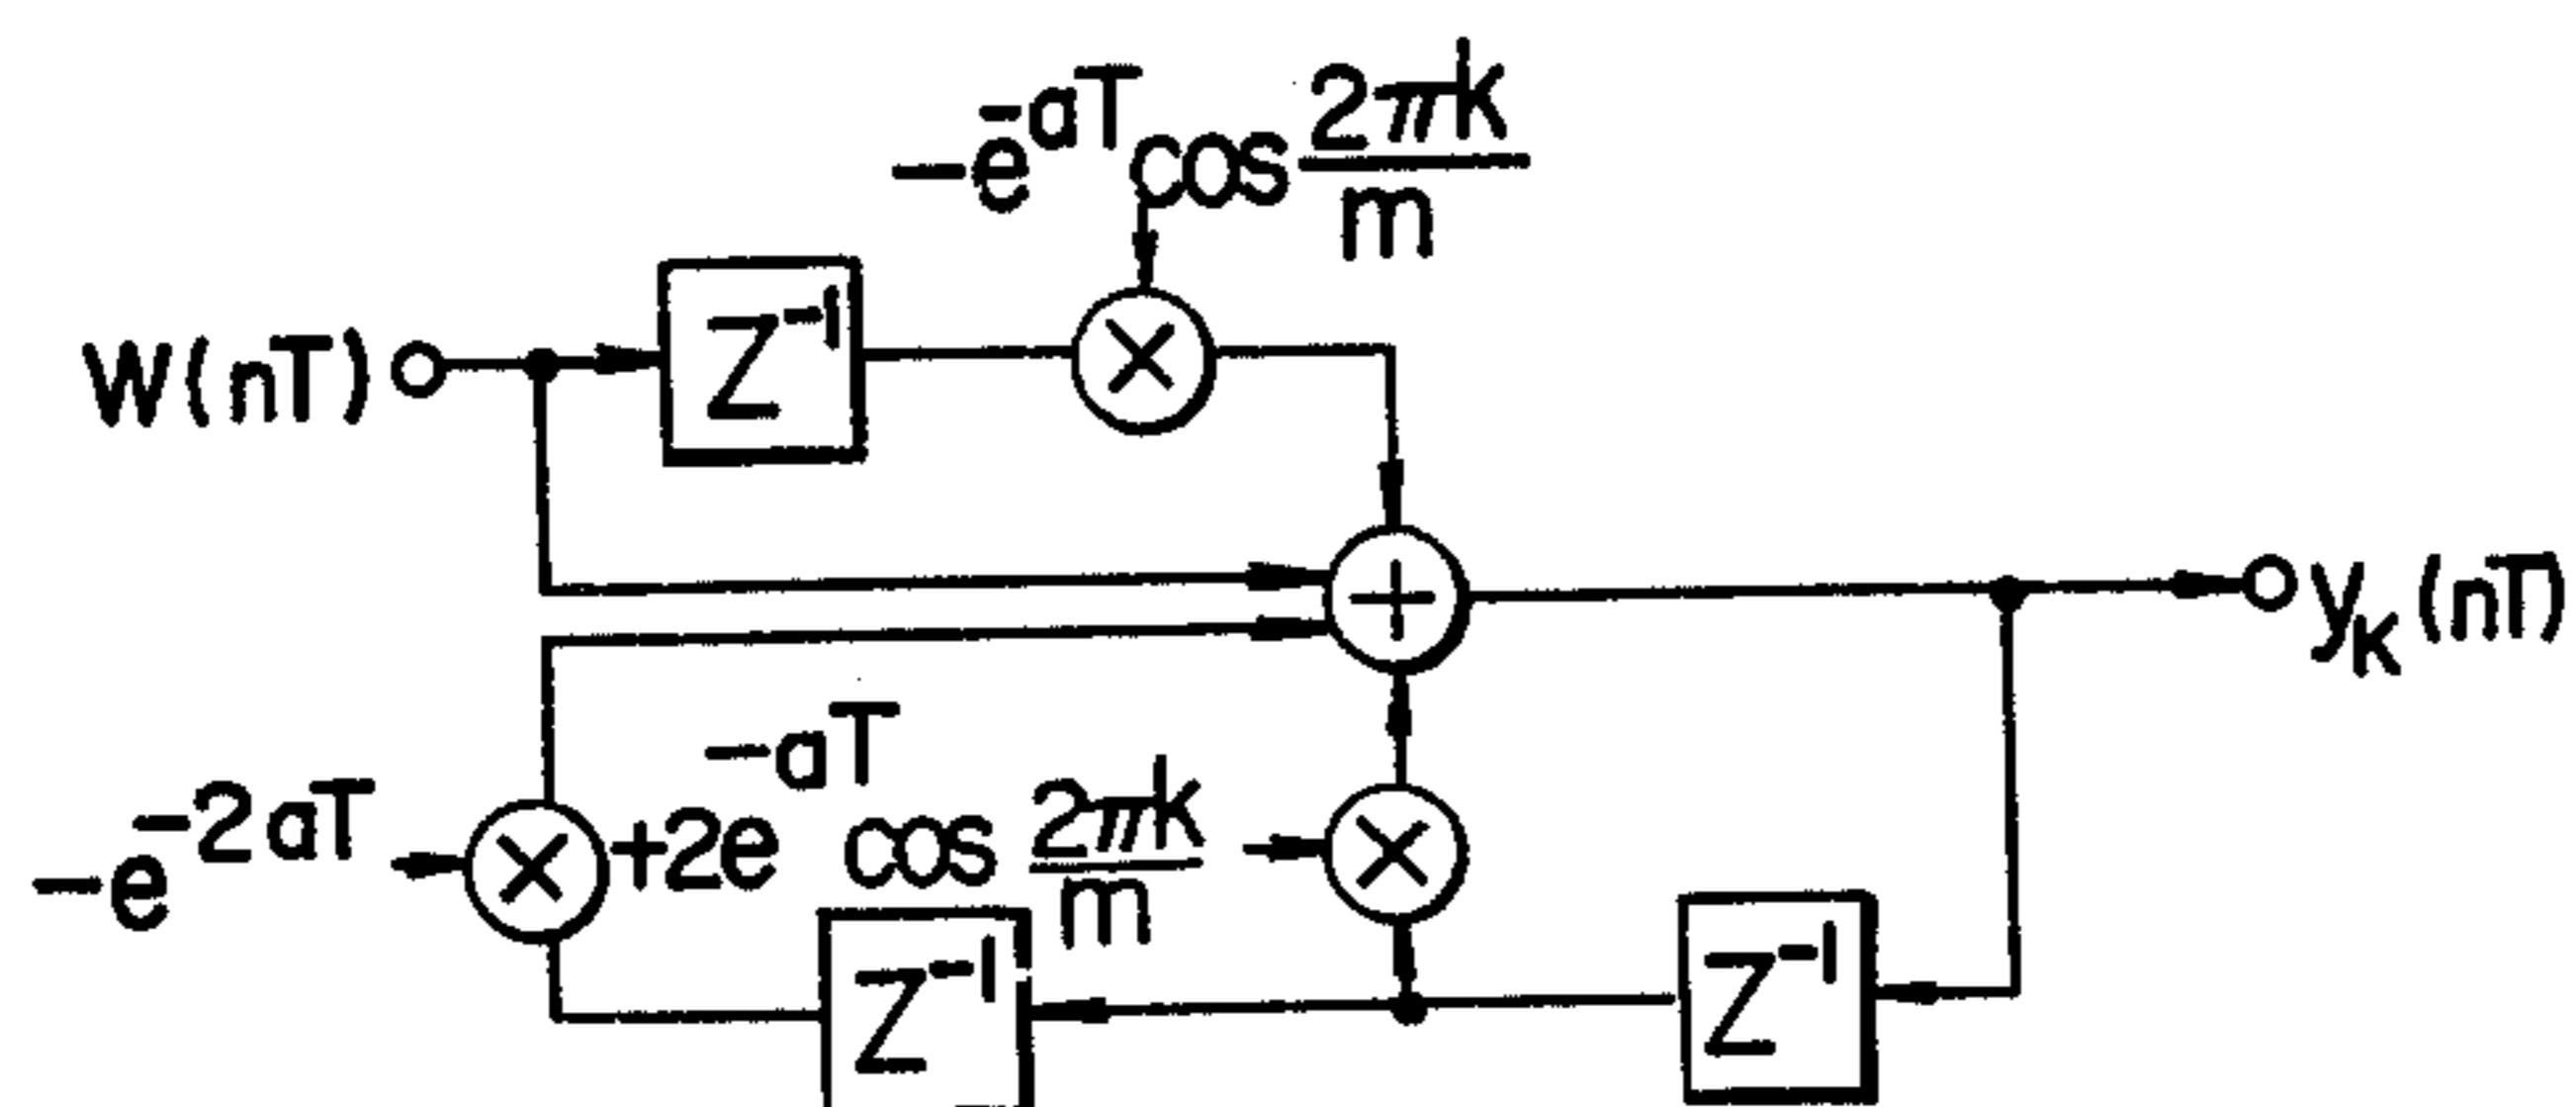 -e^{-aT} cos 2πk/m
W(nT)
Z^{-1}
×
+
y_k(nT)
-e^{-2aT}
×
+2e^{-aT} cos 2πk/m
×
Z^{-1}
Z^{-1}